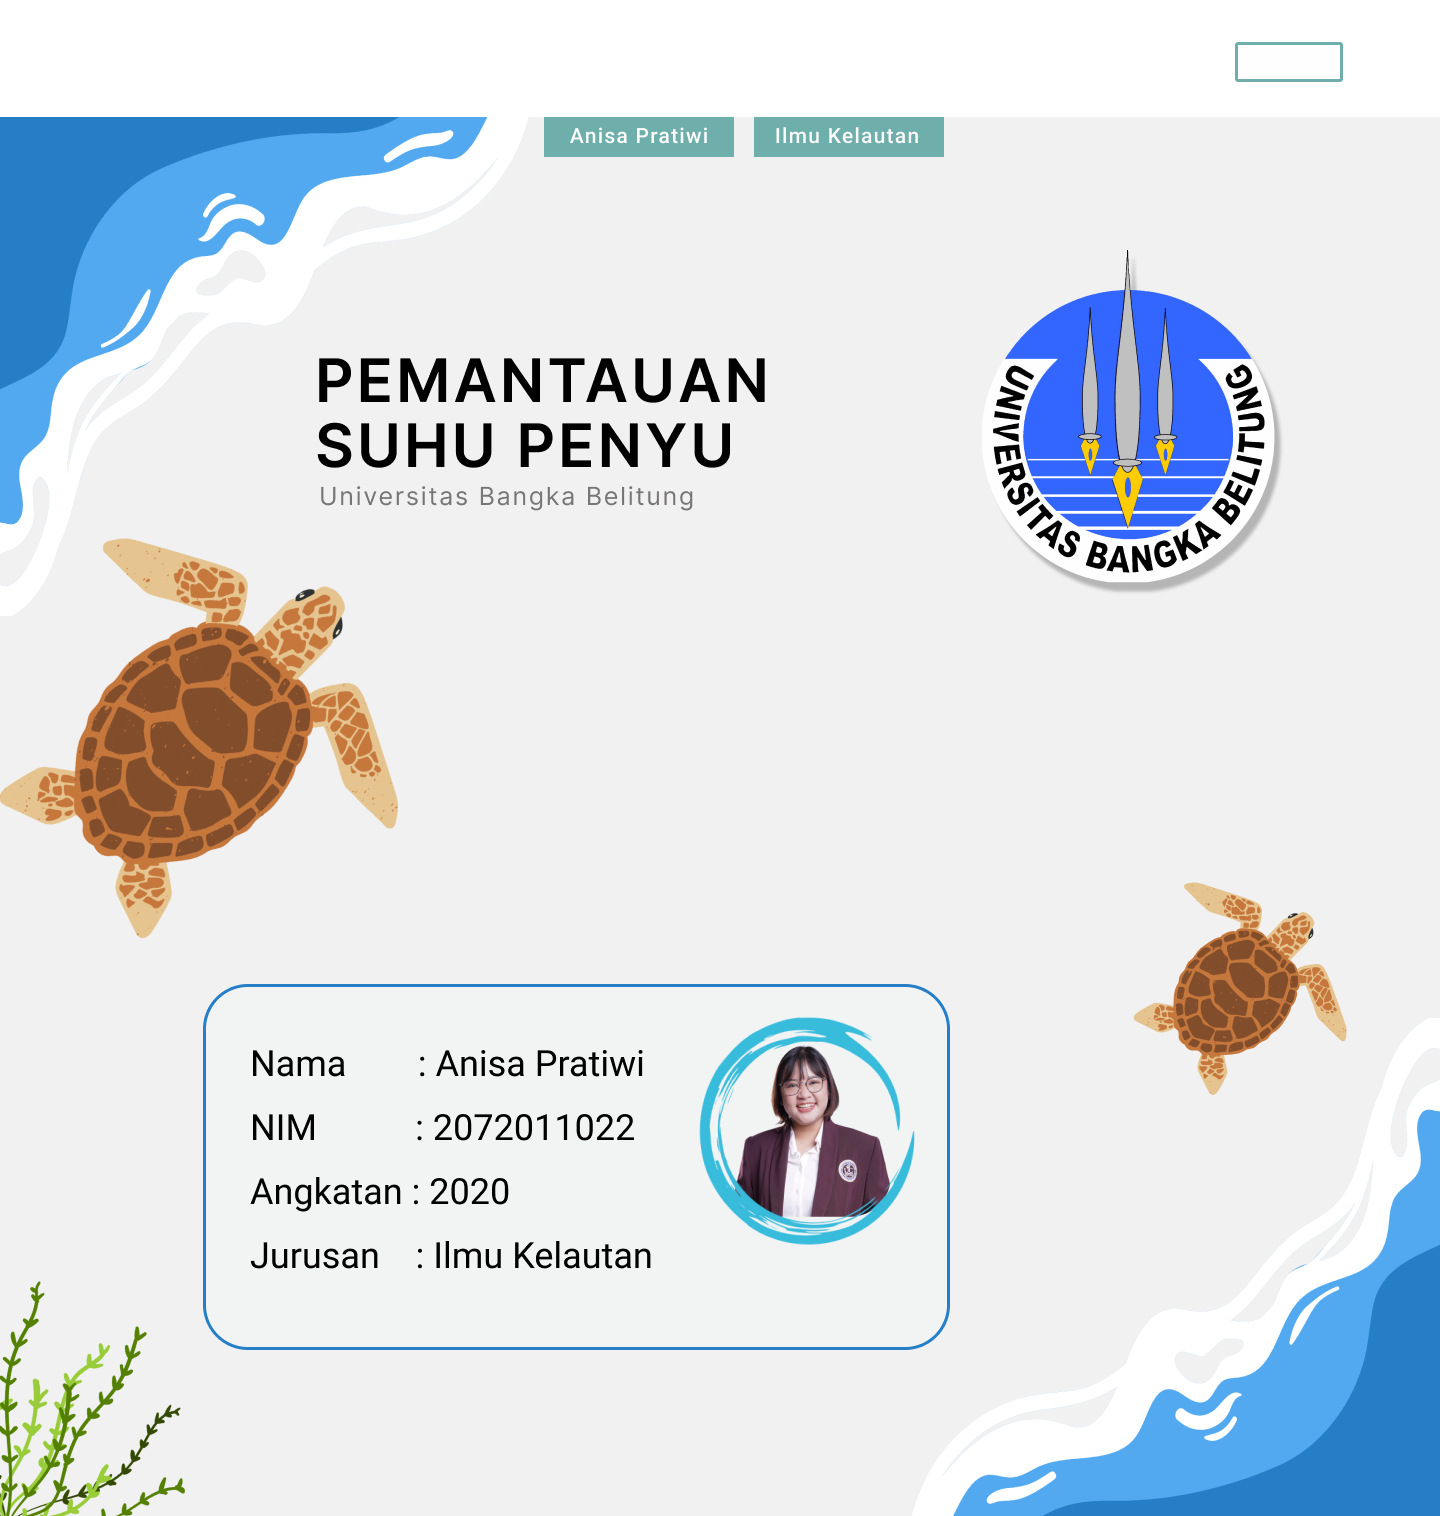 Anisa Pratiwi
Ilmu Kelautan
PEMANTAUAN
SUHU PENYU
Universitas Bangka Belitung
UNIVERSITAS BANGKA BELITUNG
Nama : Anisa Pratiwi
NIM : 2072011022
Angkatan : 2020
Jurusan : Ilmu Kelautan